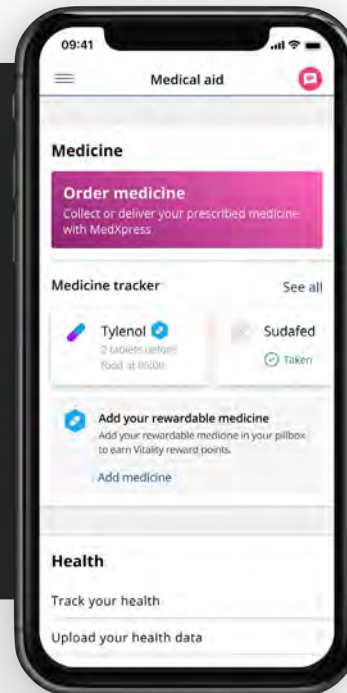 09:41
Medical aid
Medicine
Order medicine
Collect or deliver your prescribed medicine
with MedXpress
Medicine tracker See all
Tylenol
2 tablets before
food at 05:00
Sudafed
Taken
Add your rewardable medicine
Add your rewardable medicine in your pillbox
to earn Vitality reward points.
Add medicine
Health
Track your health
Upload your health data